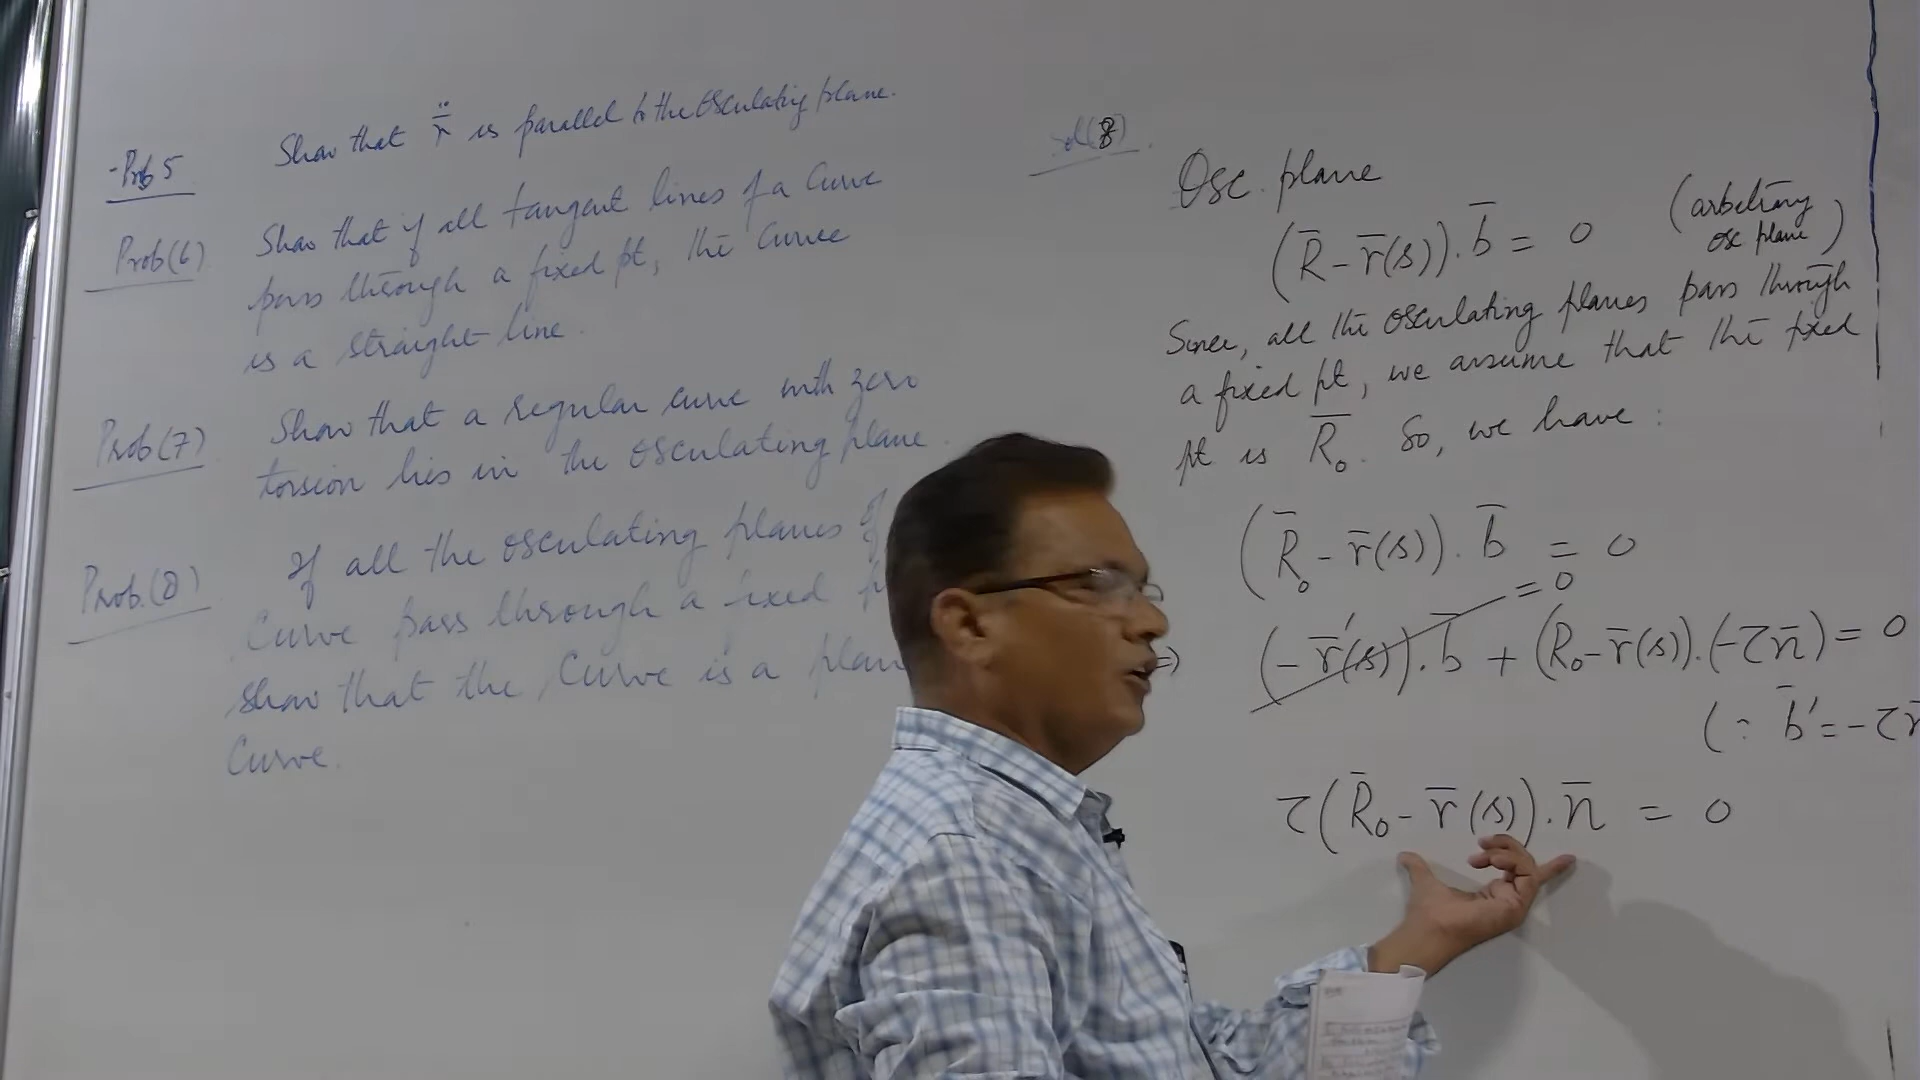 Prob 5 Show that r̈ is parallel to the osculating plane.
Prob(6) Show that if all tangent lines of a curve
pass through a fixed pt, the curve
is a straight line.
Prob(7) Show that a regular curve with zero
torsion lies in the osculating plane.
Prob.(8) If all the osculating planes of
Curve pass through a fixed
show that the curve is a
Curve.
(8)
Osc. plane
(R̄ - r̄(s)). b̄ = 0 (arbetrary
osc plane)
Since, all the osculating planes pass through
a fixed pt, we assume that the fixed
pt is R̄₀. So, we have :
(R̄₀ - r̄(s)). b̄ = 0
=0
(-r̄′(s)). b̄ + (R₀ - r̄(s)).(-τn̄) = 0
(∵ b̄′ = -τn̄
τ(R̄₀ - r̄(s)). n̄ = 0